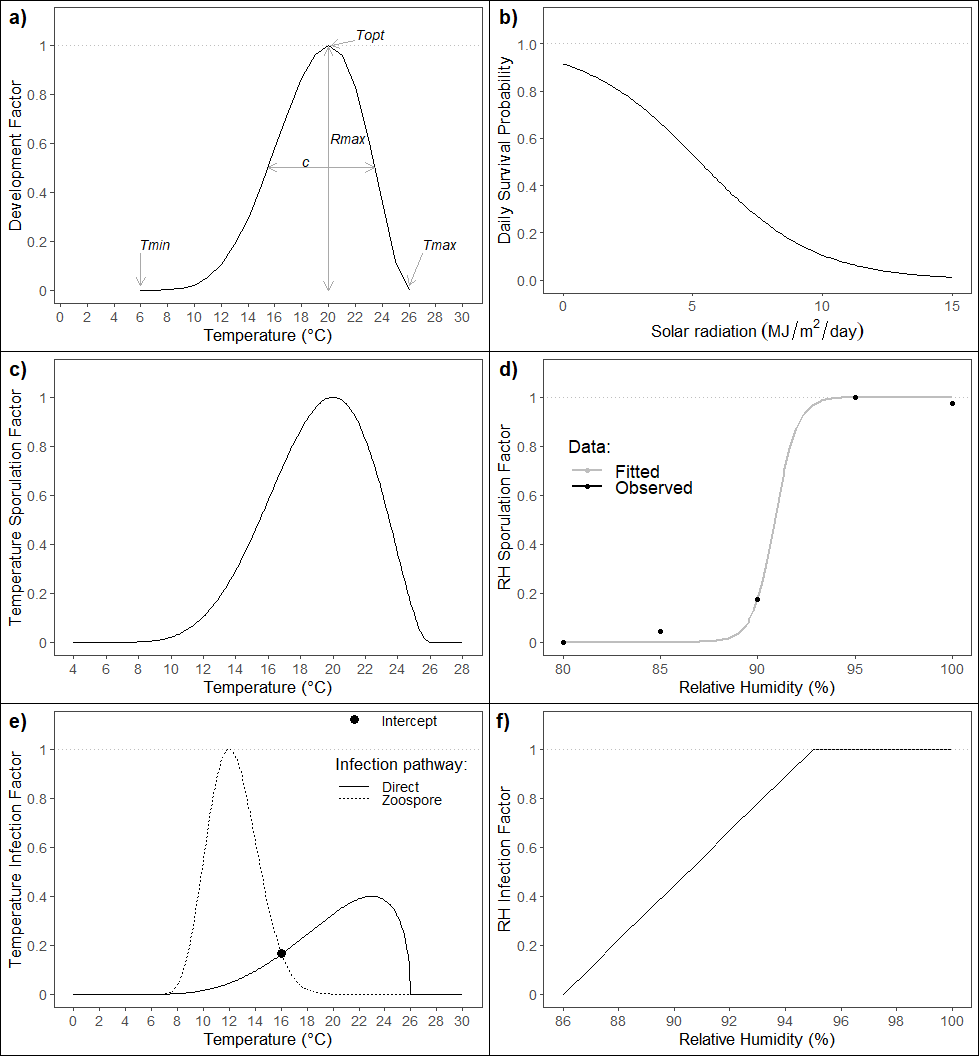 a)
Development Factor
1
0.8
0.6
0.4
0.2
0
Topt
Rmax
c
Tmin
Tmax
0 2 4 6 8 10 12 14 16 18 20 22 24 26 28 30
Temperature (°C)
b)
Daily Survival Probability
1.0
0.8
0.6
0.4
0.2
0.0
0 5 10 15
Solar radiation (MJ/m²/day)
c)
Temperature Sporulation Factor
1
0.8
0.6
0.4
0.2
0
4 6 8 10 12 14 16 18 20 22 24 26 28
Temperature (°C)
d)
RH Sporulation Factor
1
0.8
0.6
0.4
0.2
0
Data:
Fitted
Observed
80 85 90 95 100
Relative Humidity (%)
e)
Temperature Infection Factor
1
0.8
0.6
0.4
0.2
0
Intercept
Infection pathway:
Direct
Zoospore
0 2 4 6 8 10 12 14 16 18 20 22 24 26 28 30
Temperature (°C)
f)
RH Infection Factor
1
0.8
0.6
0.4
0.2
0
86 88 90 92 94 96 98 100
Relative Humidity (%)